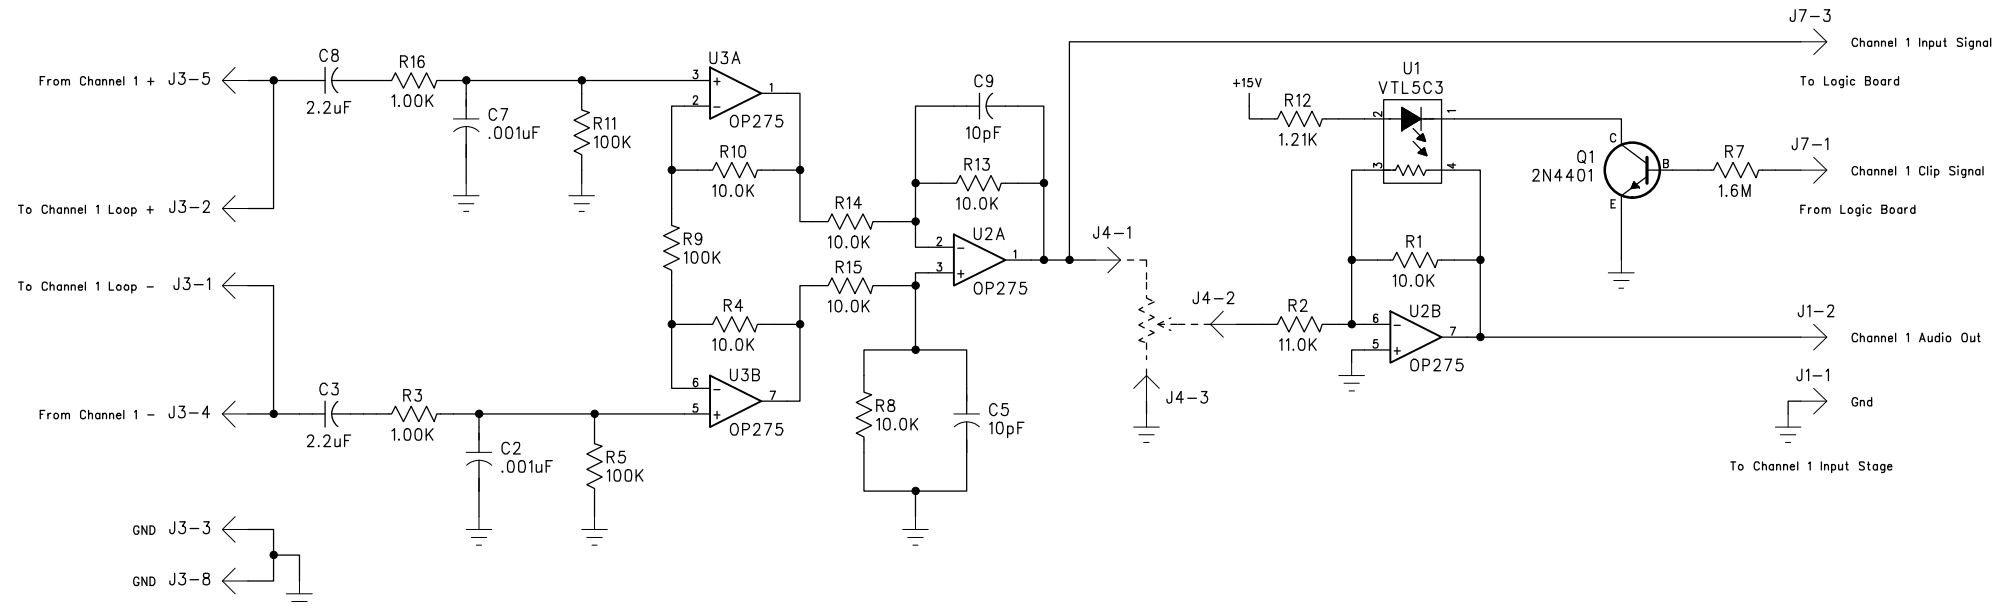 J7-3
Channel 1 Input Signal
To Logic Board
From Channel 1 + J3-5
C8
2.2uF
R16
1.00K
C7
.001uF
R11
100K
U3A
3
+
2
-
1
OP275
R10
10.0K
C9
10pF
R13
10.0K
To Channel 1 Loop + J3-2
R14
10.0K
R9
100K
U2A
2
-
3
+
1
OP275
R15
10.0K
J4-1
J4-2
J4-3
To Channel 1 Loop - J3-1
R4
10.0K
U3B
6
-
5
+
7
OP275
From Channel 1 - J3-4
C3
2.2uF
R3
1.00K
C2
.001uF
R5
100K
R8
10.0K
C5
10pF
GND J3-3
GND J3-8
+15V
R12
1.21K
U1
VTL5C3
2
1
3
4
Q1
2N4401
C
B
E
R7
1.6M
J7-1
Channel 1 Clip Signal
From Logic Board
R1
10.0K
R2
11.0K
U2B
6
-
5
+
7
OP275
J1-2
Channel 1 Audio Out
J1-1
Gnd
To Channel 1 Input Stage